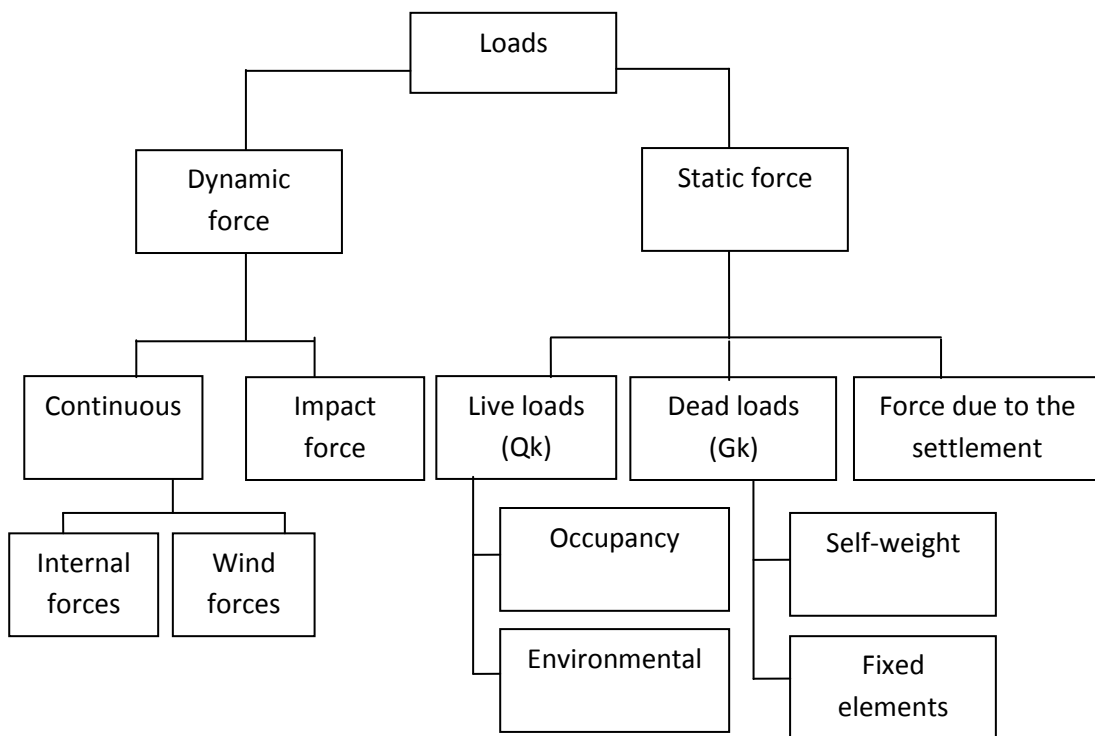 Loads
Dynamic
force
Static force
Continuous
Impact
force
Live loads
(Qk)
Dead loads
(Gk)
Force due to the
settlement
Internal
forces
Wind
forces
Occupancy
Environmental
Self-weight
Fixed
elements